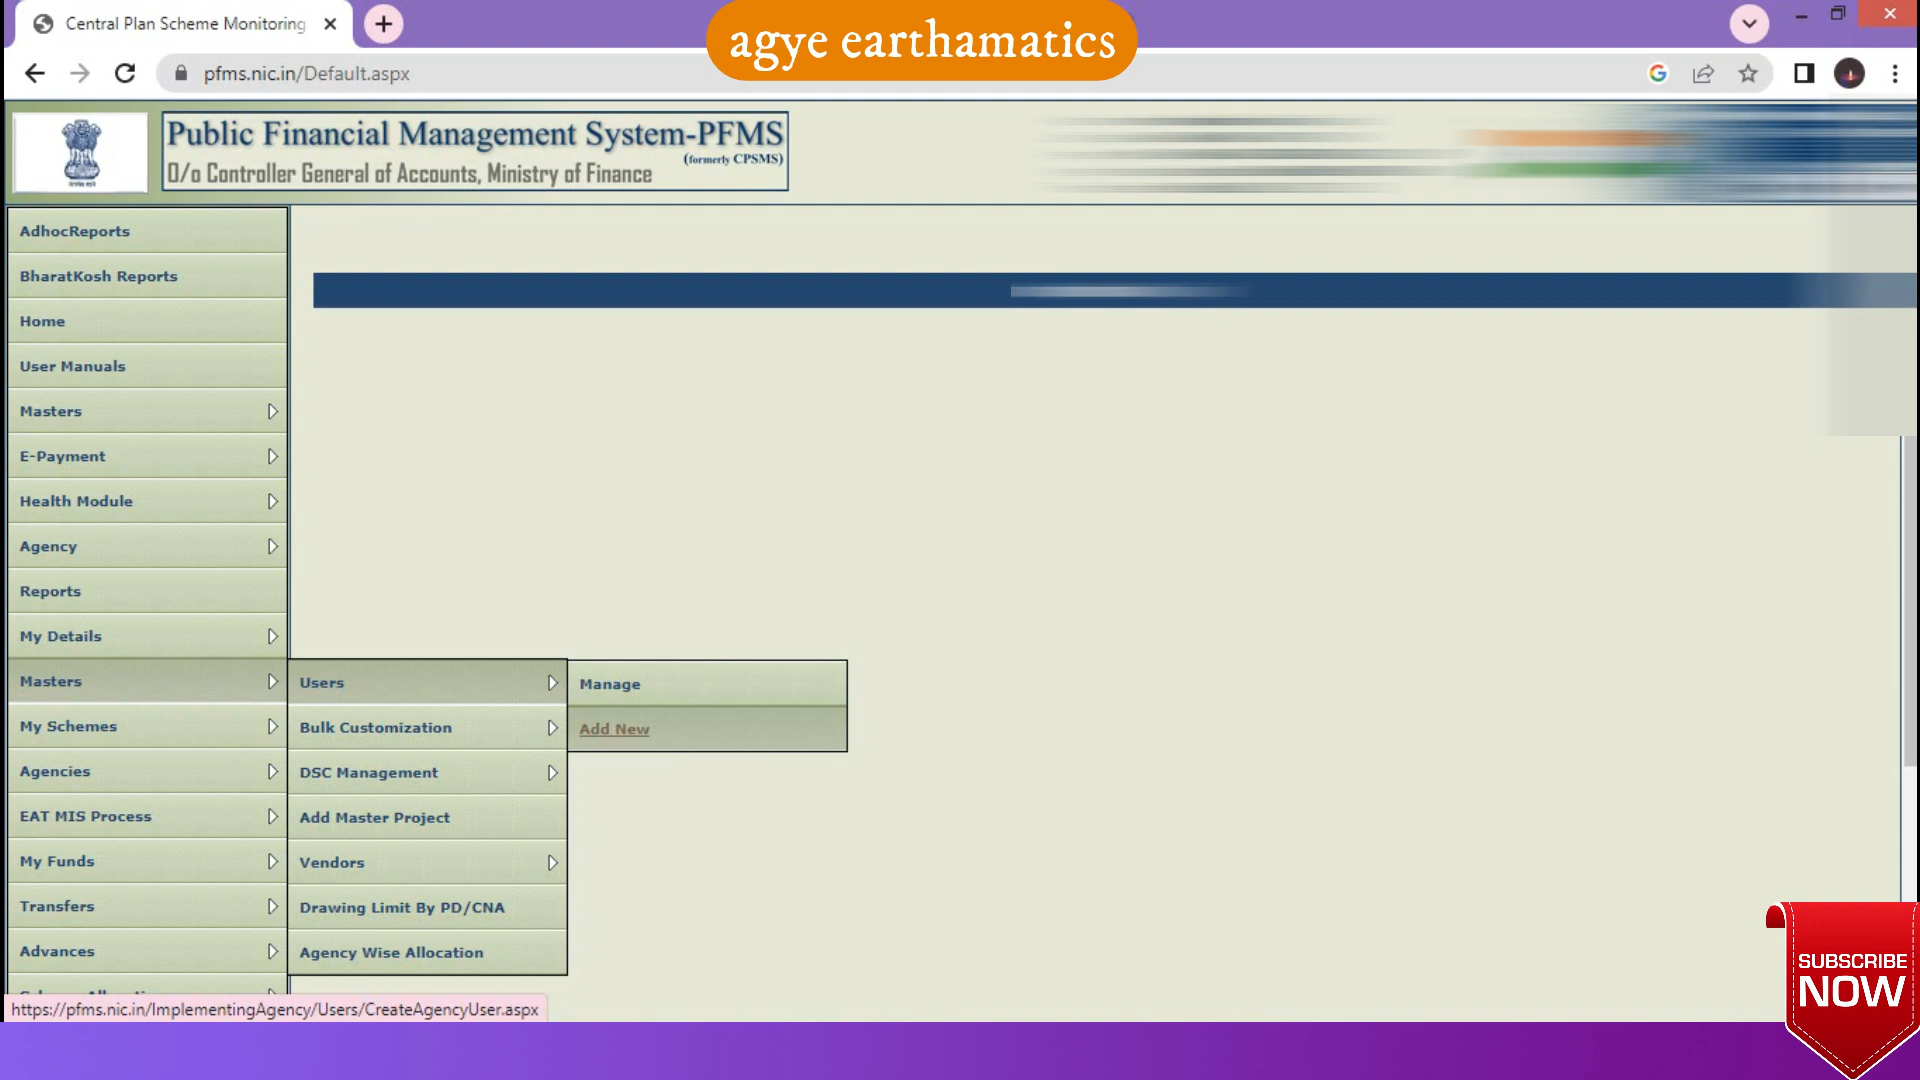 Central Plan Scheme Monitoring
agye earthamatics
pfms.nic.in/Default.aspx
Public Financial Management System-PFMS
(formerly CPSMS)
O/o Controller General of Accounts, Ministry of Finance
AdhocReports
BharatKosh Reports
Home
User Manuals
Masters
E-Payment
Health Module
Agency
Reports
My Details
Masters
My Schemes
Agencies
EAT MIS Process
My Funds
Transfers
Advances
Users
Bulk Customization
DSC Management
Add Master Project
Vendors
Drawing Limit By PD/CNA
Agency Wise Allocation
Manage
Add New
https://pfms.nic.in/ImplementingAgency/Users/CreateAgencyUser.aspx
SUBSCRIBE
NOW